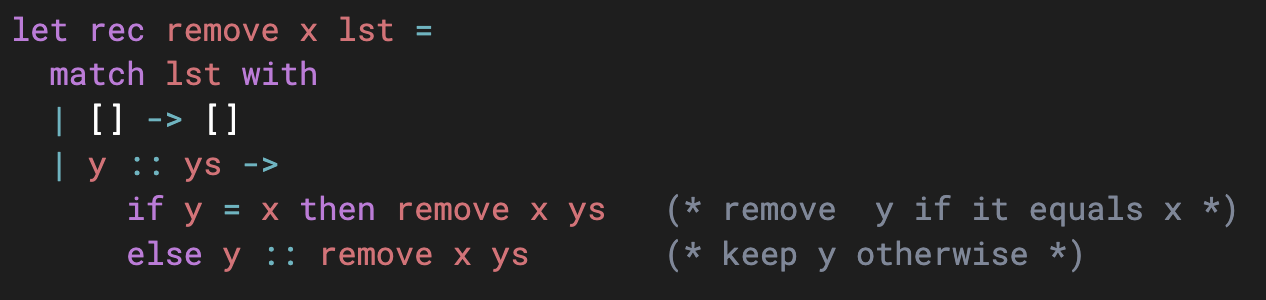 let rec remove x lst =
  match lst with
  | [] -> []
  | y :: ys ->
      if y = x then remove x ys   (* remove  y if it equals x *)
      else y :: remove x ys       (* keep y otherwise *)